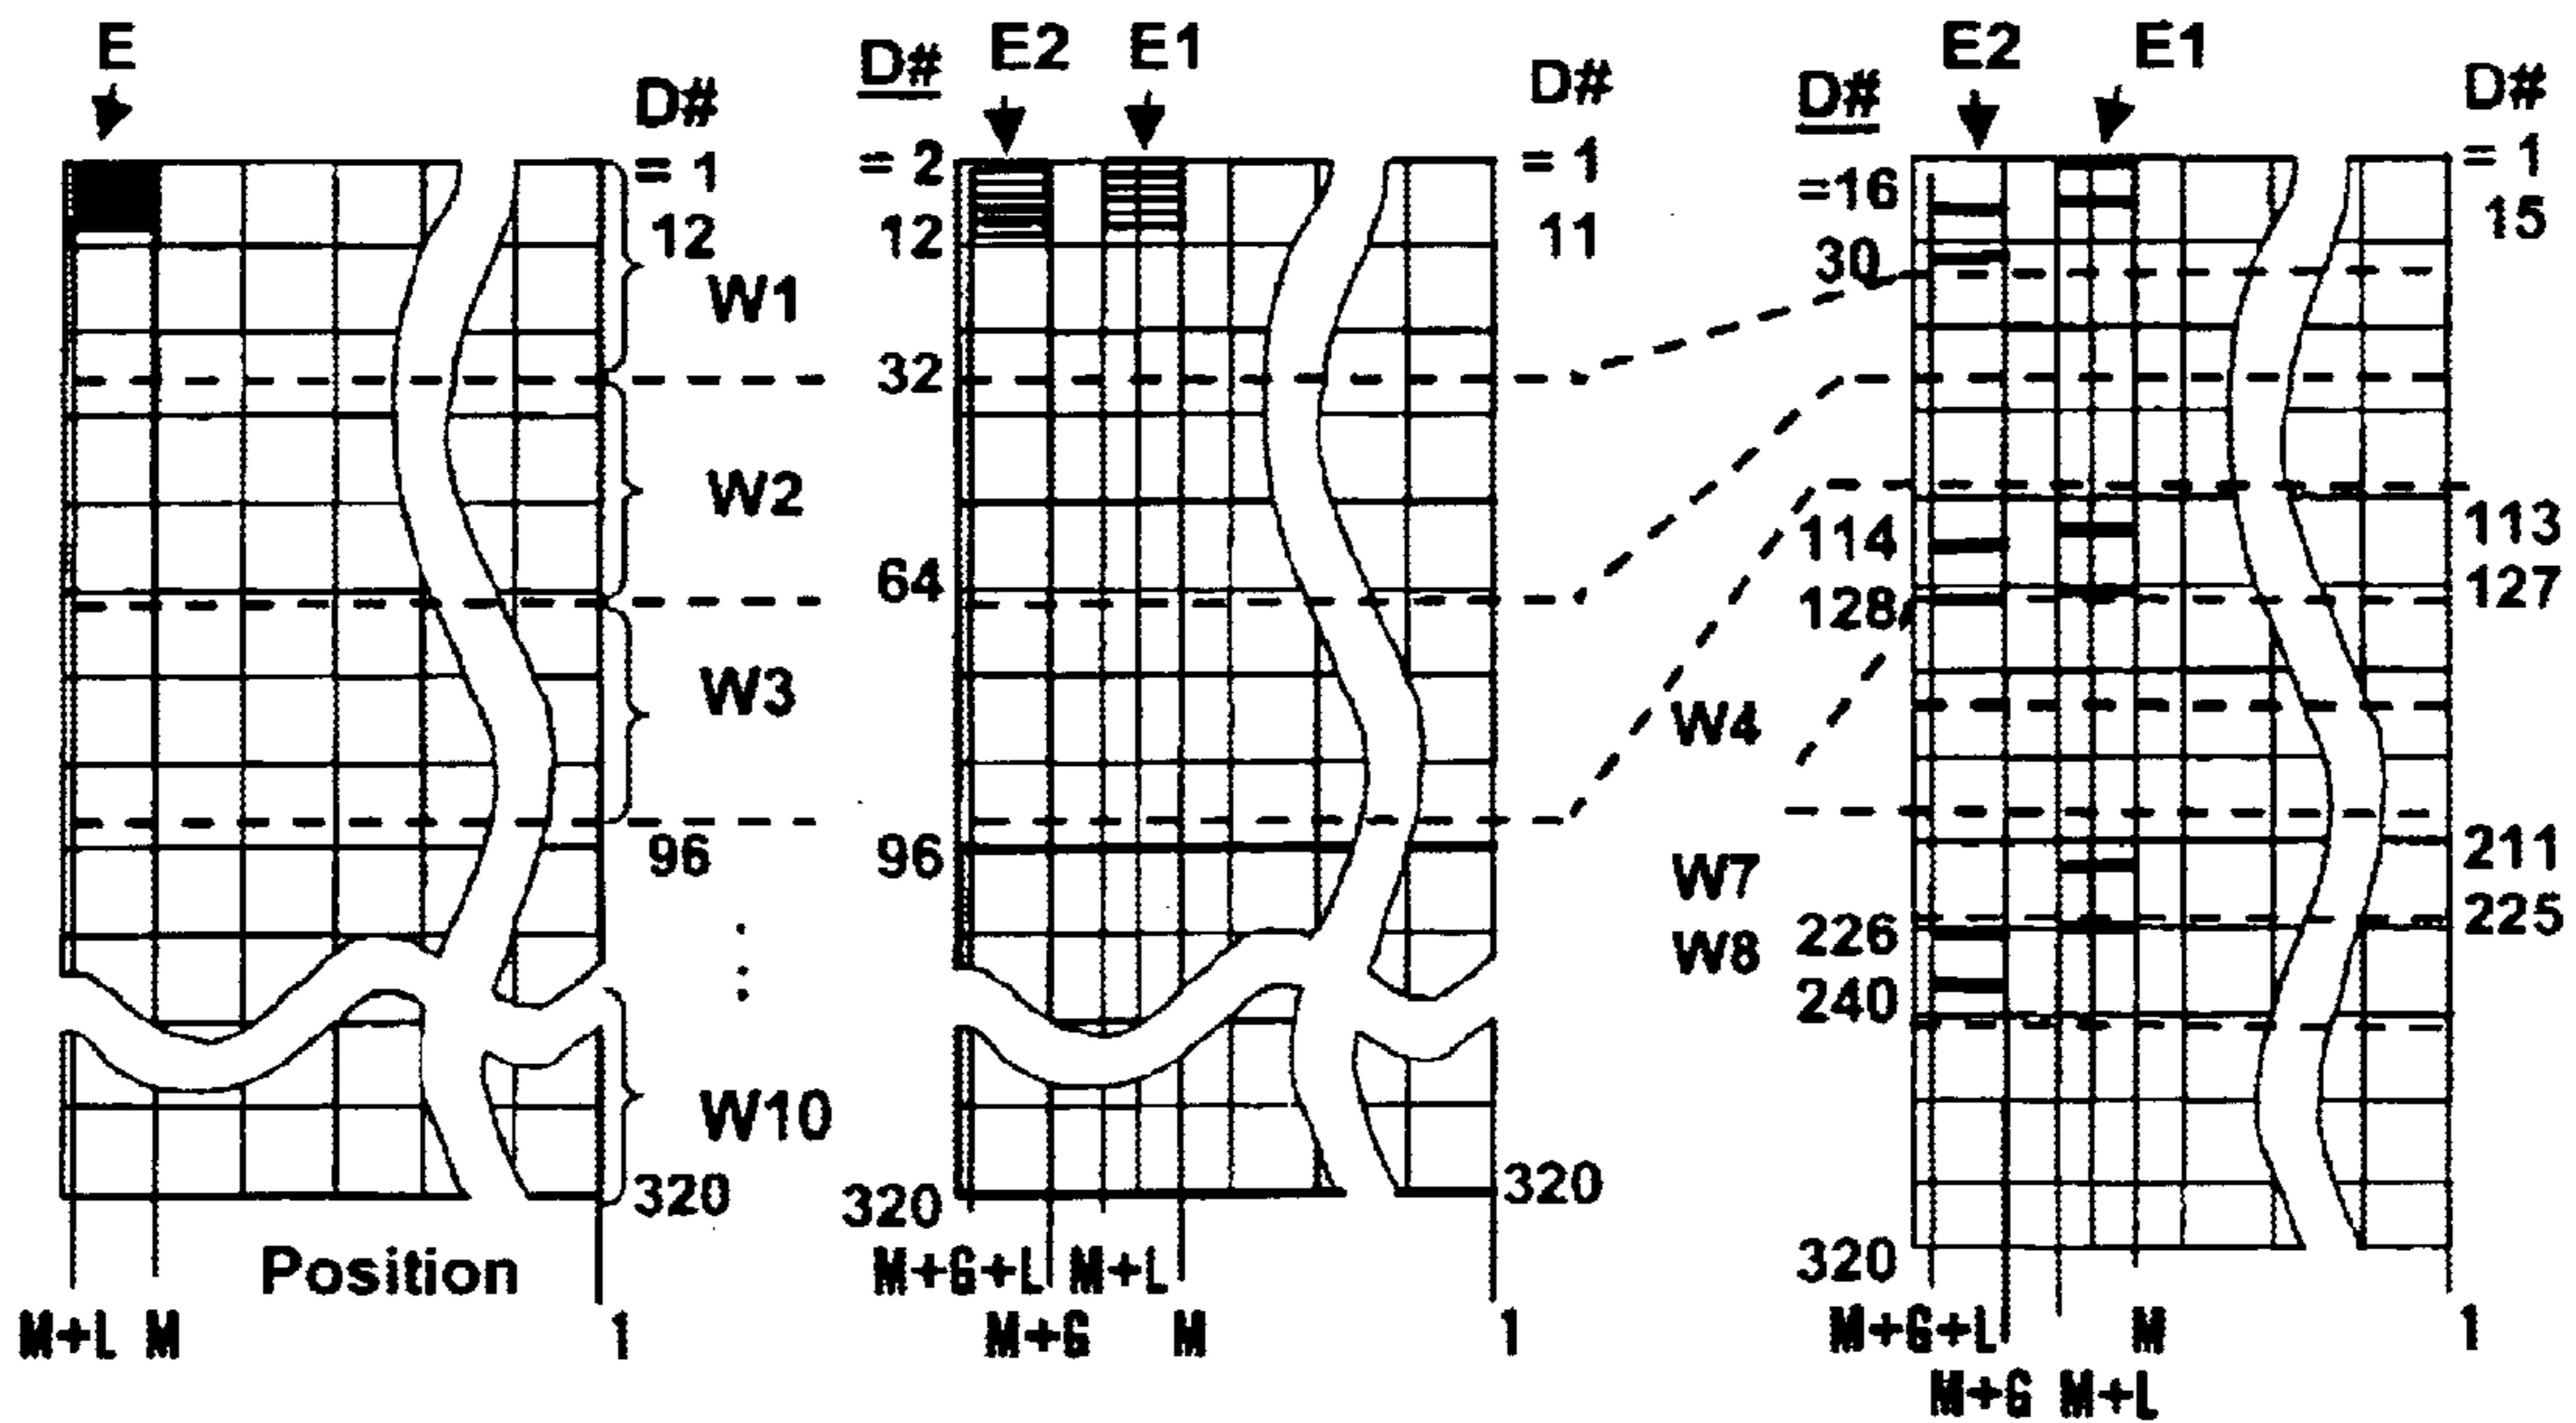 E
D#
= 1
12
W1
W2
W3
96
W10
320
Position
M+L M
1
D#
E2
E1
D#
= 2
= 1
12
11
32
64
96
320
320
M+G+L M+L
M+G
M
1
E2
E1
D#
D#
=16
= 1
30
15
114
113
128
127
W4
W7
211
226
225
W8
240
320
M+G+L
M
1
M+G M+L